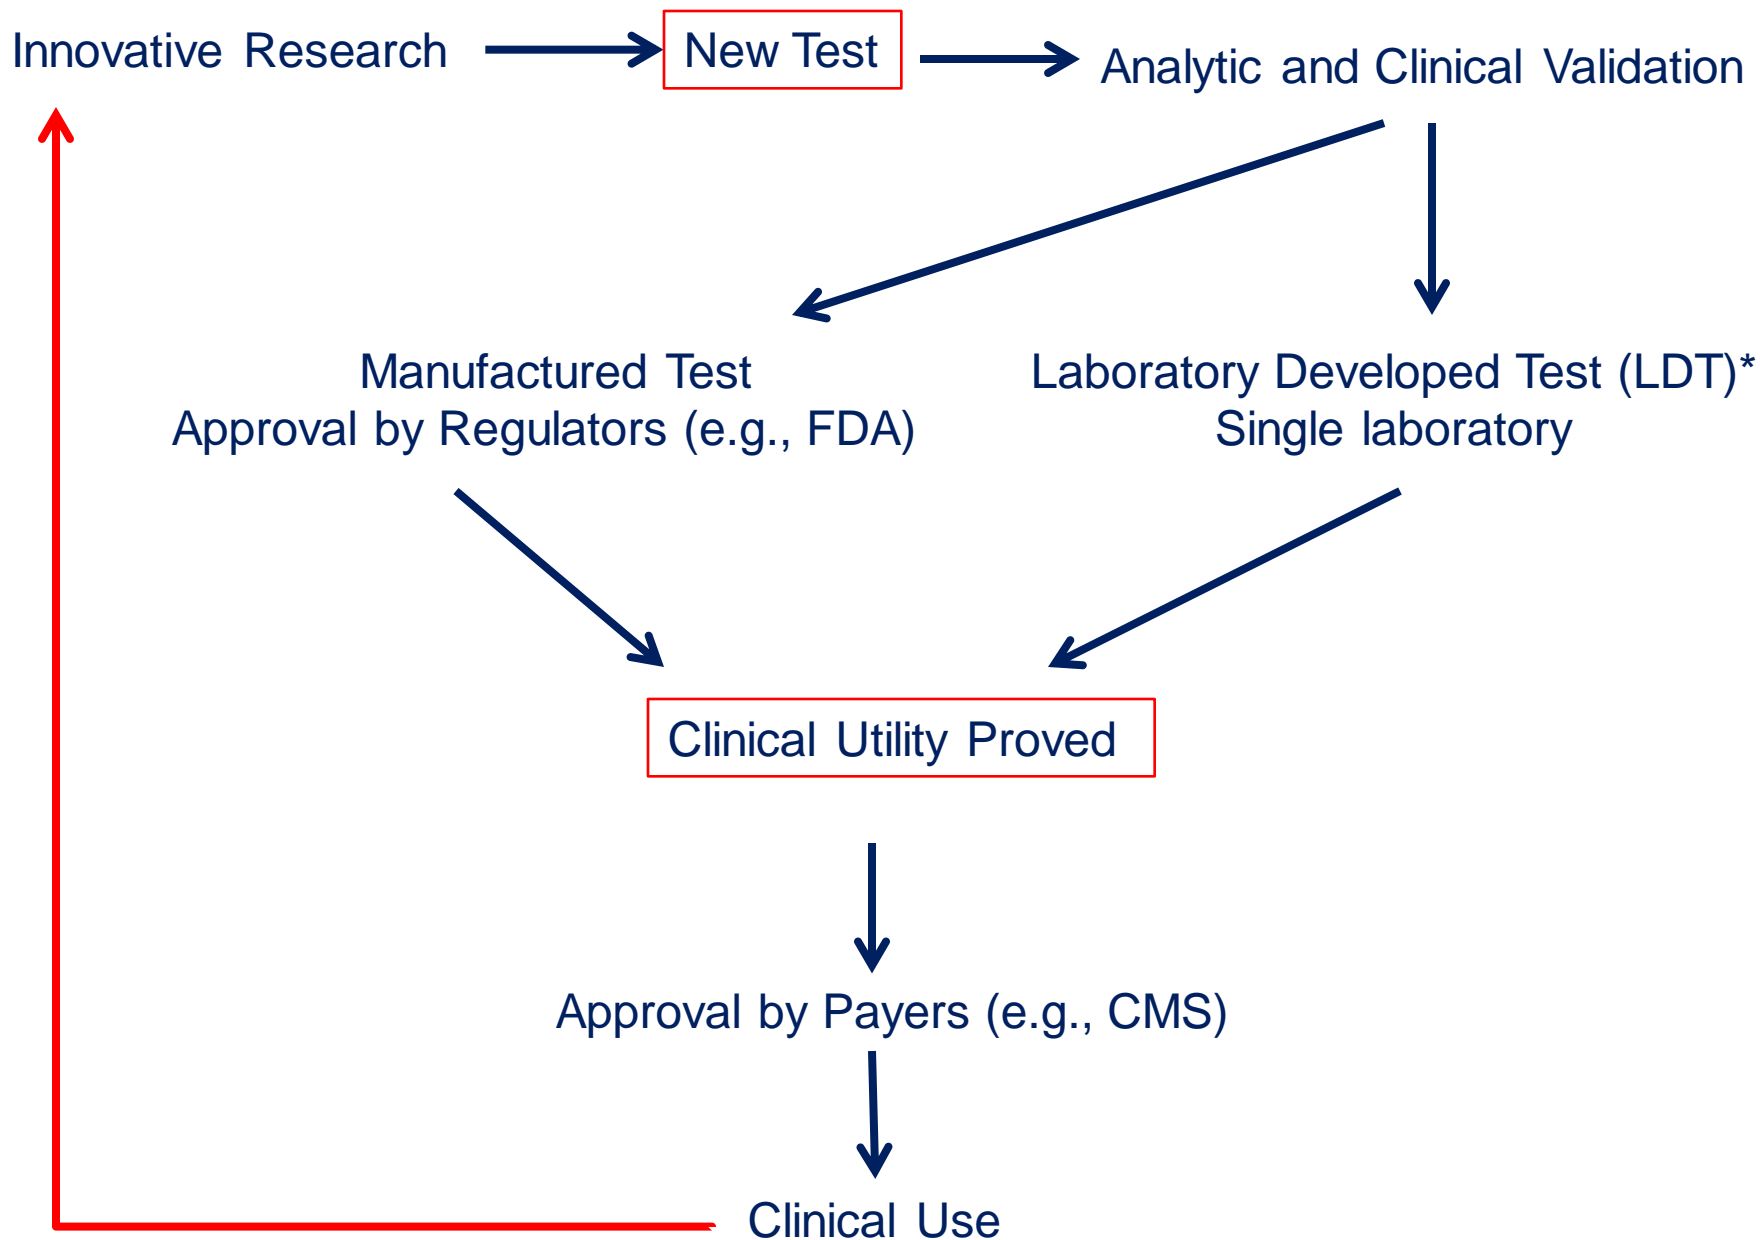 Innovative Research
New Test
Analytic and Clinical Validation
Manufactured Test
Approval by Regulators (e.g., FDA)
Laboratory Developed Test (LDT)*
Single laboratory
Clinical Utility Proved
Approval by Payers (e.g., CMS)
Clinical Use